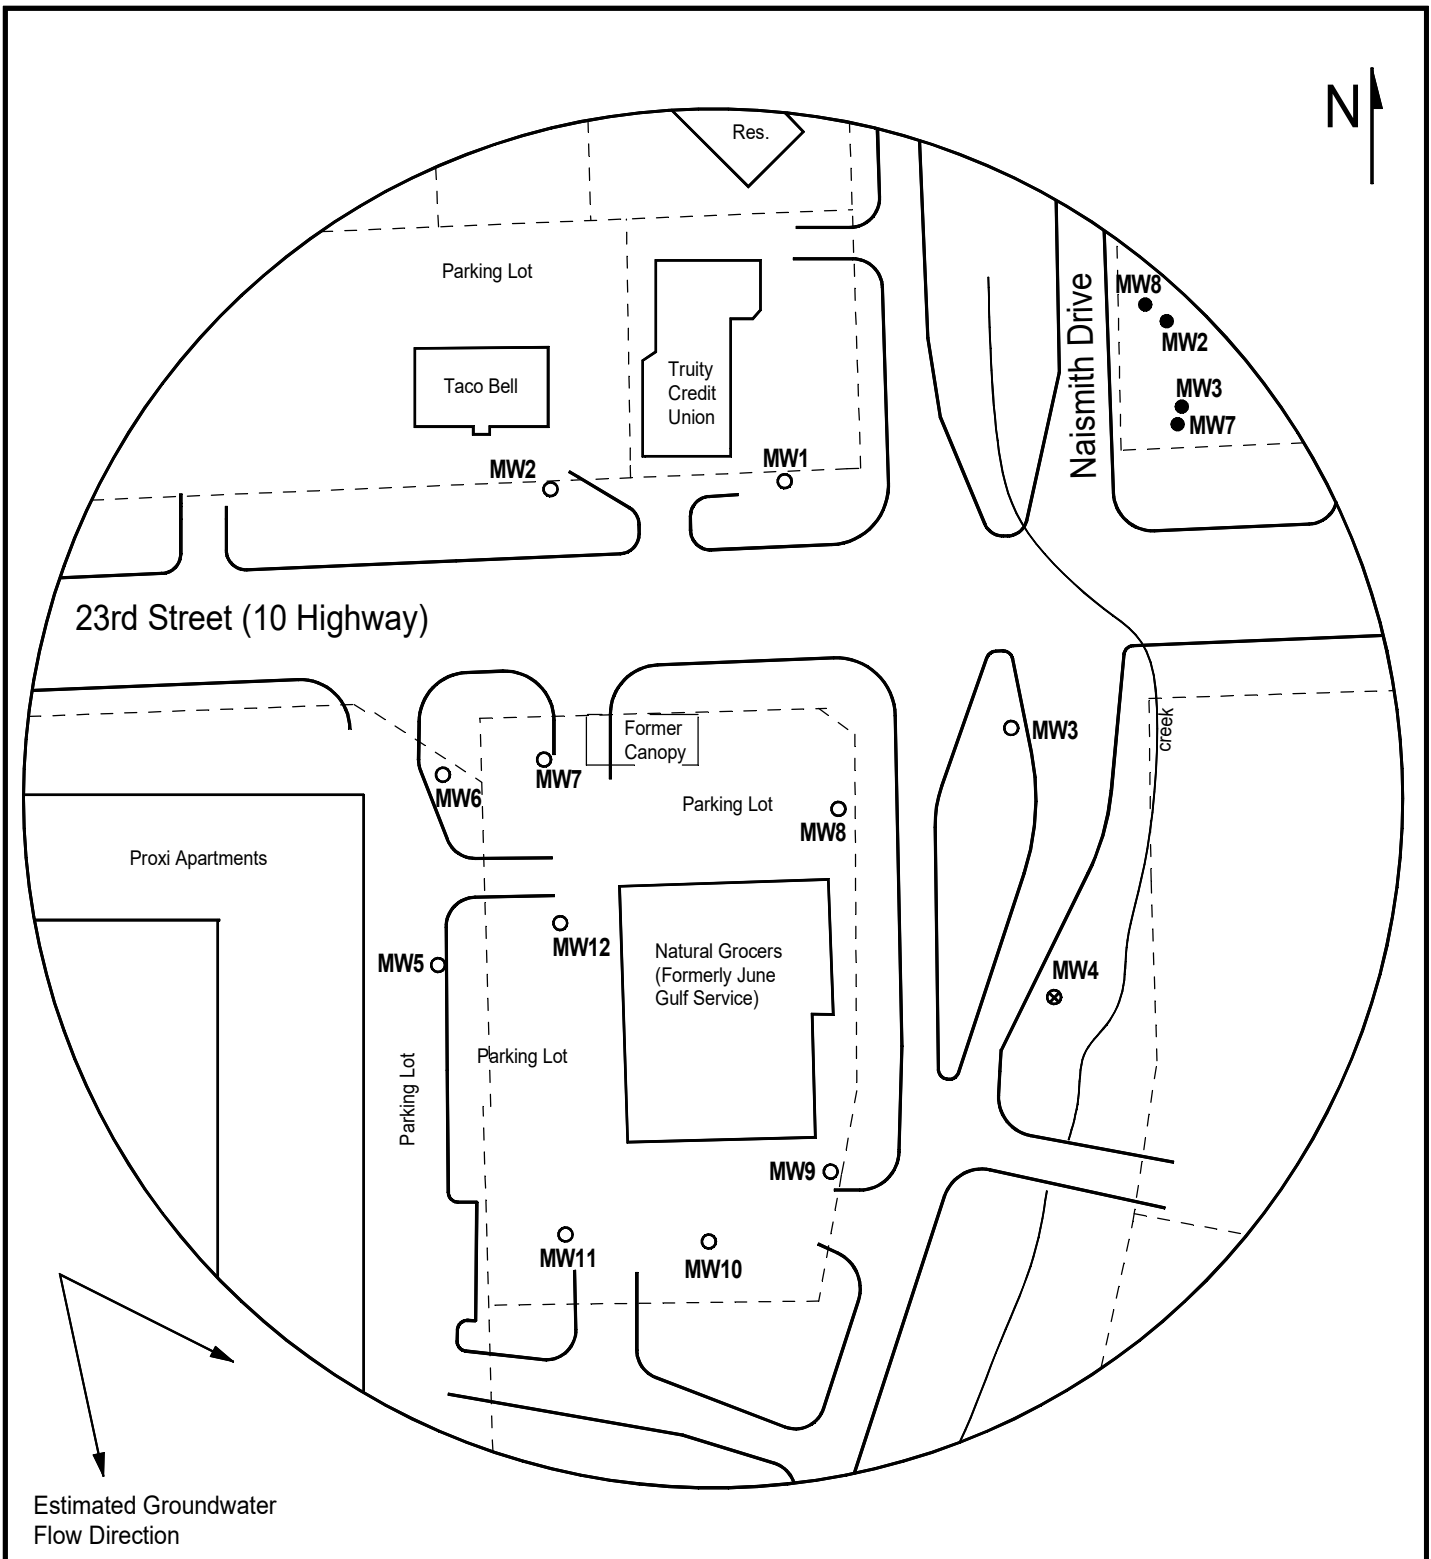 N
Res.
Parking Lot
MW8
MW2
Naismith Drive
MW3
MW7
Taco Bell
Truity
Credit
Union
MW2
MW1
23rd Street (10 Highway)
Former
Canopy
MW3
creek
MW7
MW6
Parking Lot
MW8
Proxi Apartments
MW12
Natural Grocers
(Formerly June
Gulf Service)
MW5
MW4
Parking Lot
Parking Lot
MW9
MW11
MW10
Estimated Groundwater
Flow Direction